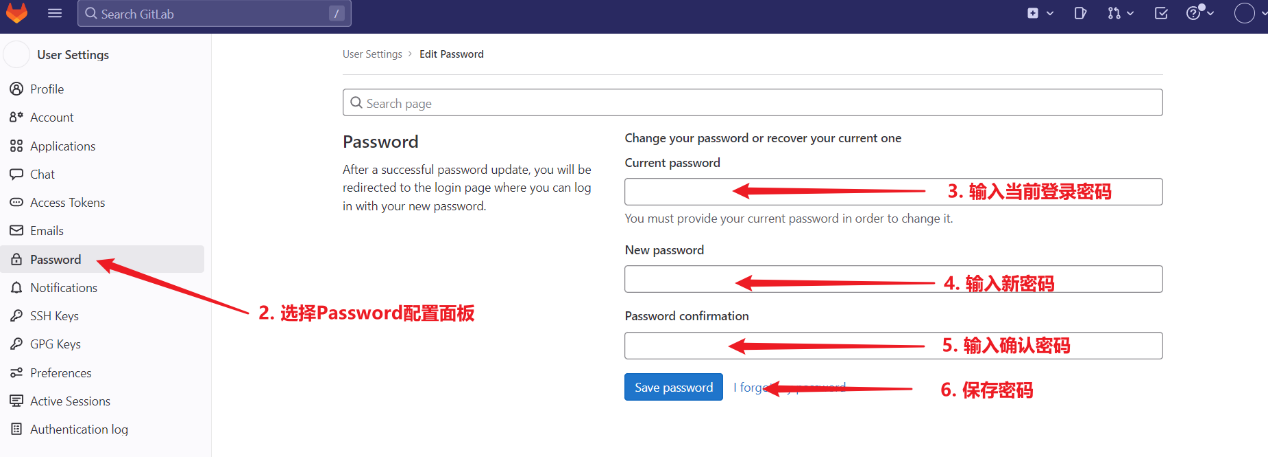 Search GitLab
/
User Settings
Profile
Account
Applications
Chat
Access Tokens
Emails
Password
Notifications
SSH Keys
GPG Keys
Preferences
Active Sessions
Authentication log
2. 选择Password配置面板
User Settings > Edit Password
Search page
Password
After a successful password update, you will be
redirected to the login page where you can log
in with your new password.
Change your password or recover your current one
Current password
3. 输入当前登录密码
You must provide your current password in order to change it.
New password
4. 输入新密码
Password confirmation
5. 输入确认密码
Save password
I forgot my password
6. 保存密码